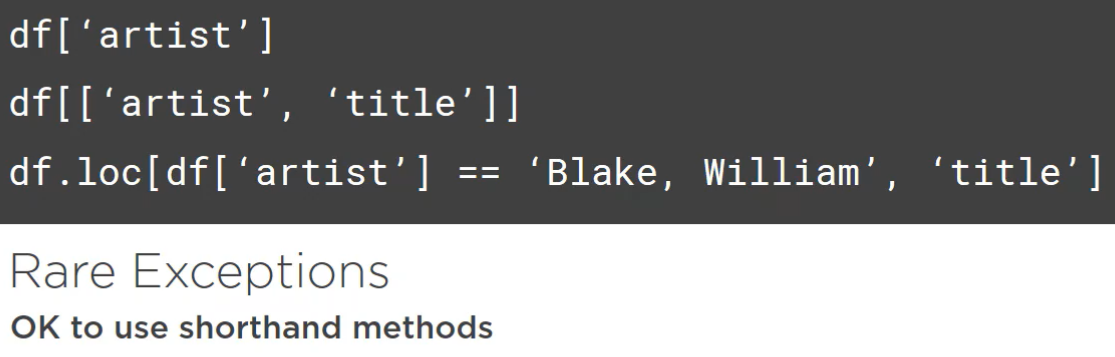 df[‘artist’]
df[[‘artist’, ‘title’]]
df.loc[df[‘artist’] == ‘Blake, William’, ‘title’]
Rare Exceptions
OK to use shorthand methods